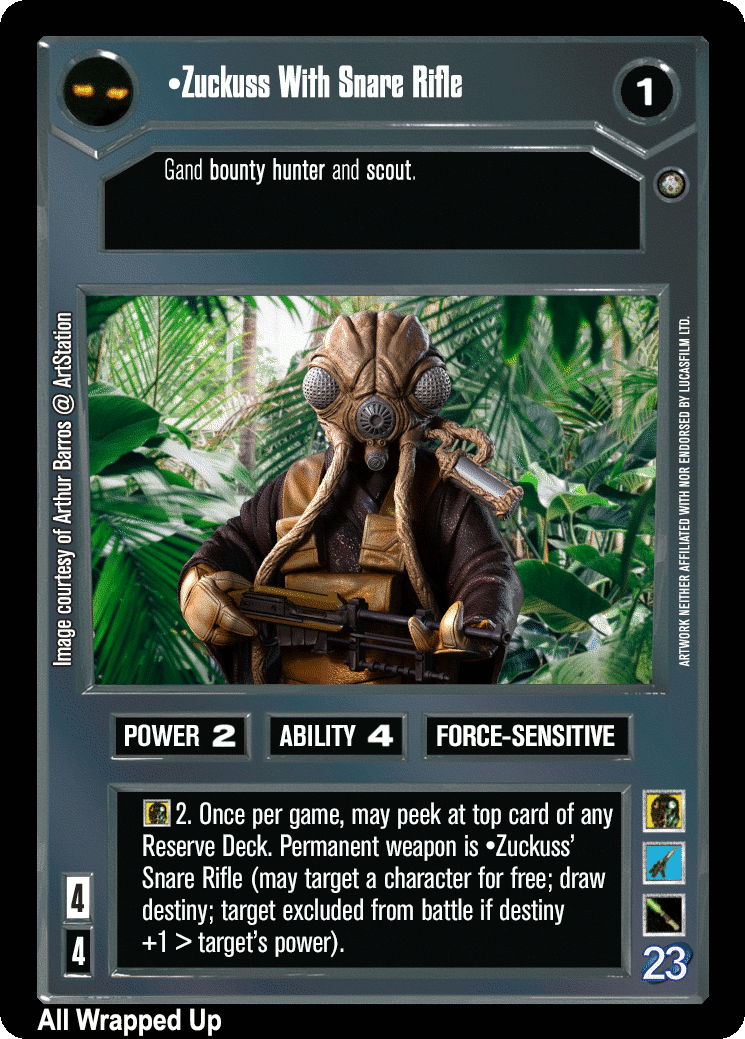 •Zuckuss With Snare Rifle
1
Gand bounty hunter and scout.
Image courtesy of Arthur Barros @ ArtStation
ARTWORK NEITHER AFFILIATED WITH NOR ENDORSED BY LUCASFILM LTD.
POWER 2
ABILITY 4
FORCE-SENSITIVE
2. Once per game, may peek at top card of any
Reserve Deck. Permanent weapon is •Zuckuss’
Snare Rifle (may target a character for free; draw
destiny; target excluded from battle if destiny
+1 > target's power).
4
4
23
All Wrapped Up